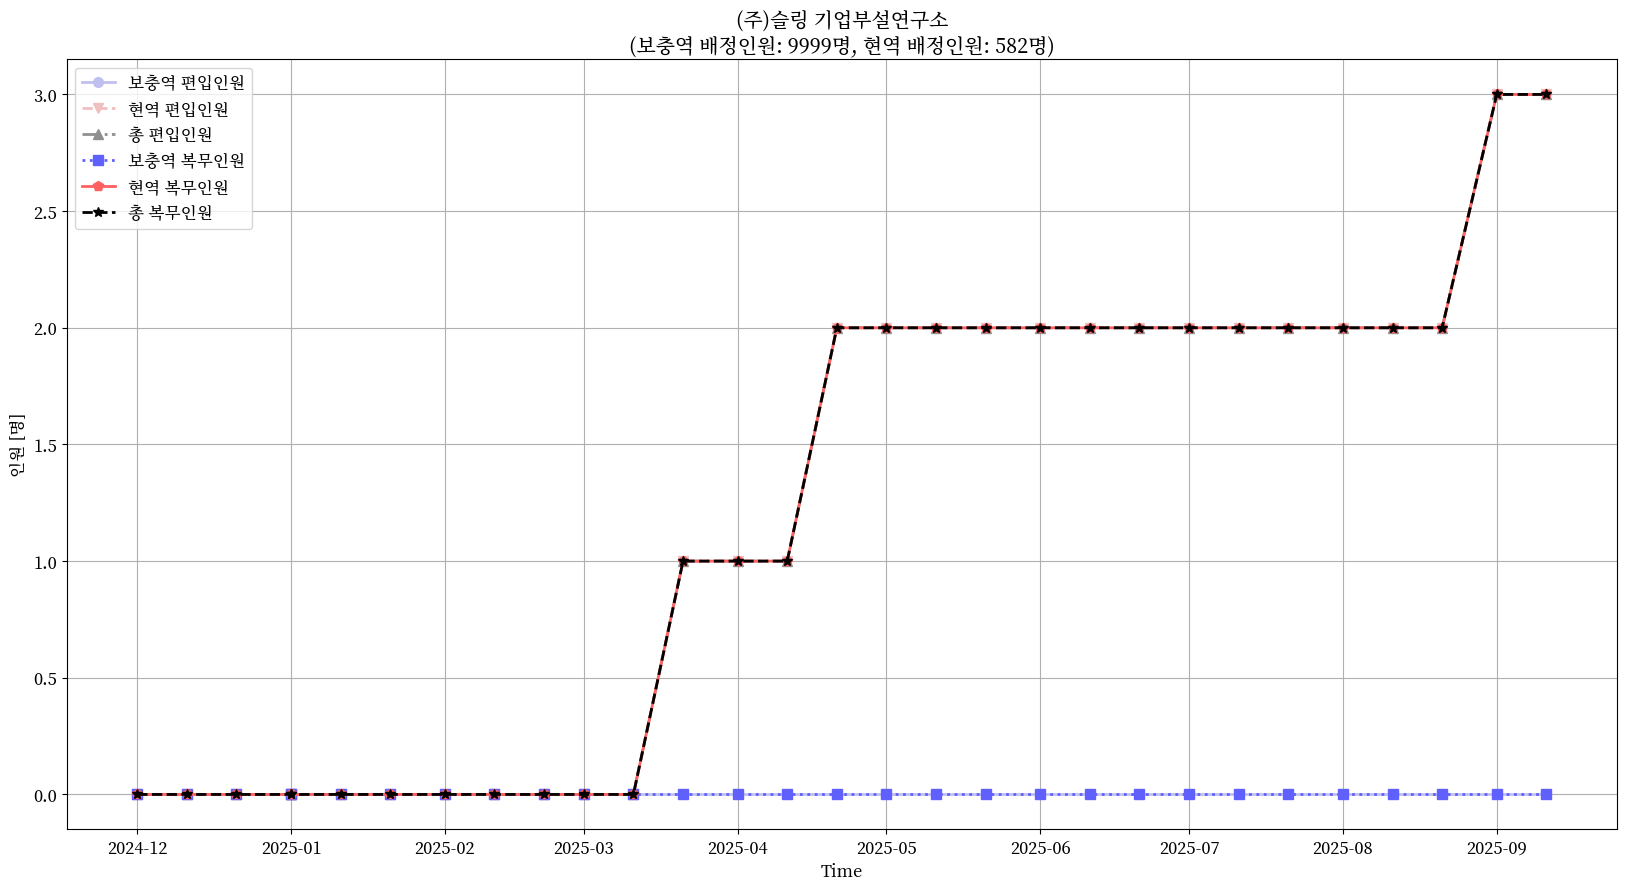 (주)슬링 기업부설연구소
(보충역 배정인원: 9999명, 현역 배정인원: 582명)
보충역 편입인원
현역 편입인원
총 편입인원
보충역 복무인원
현역 복무인원
총 복무인원
3.0
2.5
2.0
1.5
1.0
0.5
0.0
인원 [명]
2024-12 2025-01 2025-02 2025-03 2025-04 2025-05 2025-06 2025-07 2025-08 2025-09
Time